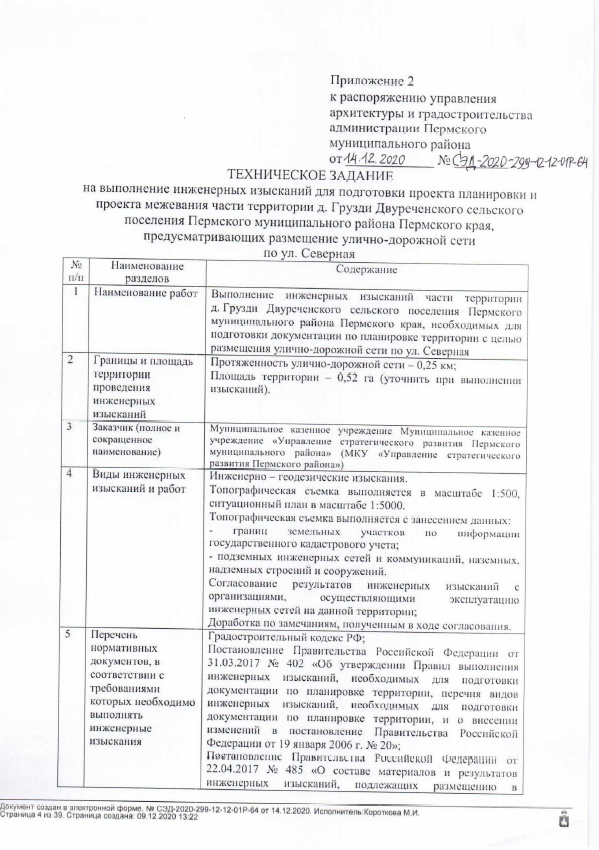 Приложение 2
к распоряжению управления
архитектуры и градостроительства
администрации Пермского
муниципального района
от 14.12.2020 № СЭД-2020-299-12-12-01Р-64
ТЕХНИЧЕСКОЕ ЗАДАНИЕ
на выполнение инженерных изысканий для подготовки проекта планировки и
проекта межевания части территории д. Грузди Двуреченского сельского
поселения Пермского муниципального района Пермского края,
предусматривающих размещение улично-дорожной сети
по ул. Северная
№ Наименование Содержание
п/п разделов
1 Наименование работ Выполнение инженерных изысканий части территории
д. Грузди Двуреченского сельского поселения Пермского
муниципального района Пермского края, необходимых для
подготовки документации по планировке территории с целью
размещения улично-дорожной сети по ул. Северная
2 Границы и площадь Протяженность улично-дорожной сети – 0,25 км;
территории Площадь территории – 0,52 га (уточнить при выполнении
проведения изысканий).
инженерных
изысканий
3 Заказчик (полное и Муниципальное казенное учреждение Муниципальное казенное
сокращенное учреждение «Управление стратегического развития Пермского
наименование) муниципального района» (МКУ «Управление стратегического
развития Пермского района»)
4 Виды инженерных Инженерно – геодезические изыскания.
изысканий и работ Топографическая съемка выполняется в масштабе 1:500,
ситуационный план в масштабе 1:5000.
Топографическая съемка выполняется с занесением данных:
- границ земельных участков по информации
государственного кадастрового учета;
- подземных инженерных сетей и коммуникаций, наземных,
надземных строений и сооружений.
Согласование результатов инженерных изысканий с
организациями, осуществляющими эксплуатацию
инженерных сетей на данной территории;
Доработка по замечаниям, полученным в ходе согласования.
5 Перечень Градостроительный кодекс РФ;
нормативных Постановление Правительства Российской Федерации от
документов, в 31.03.2017 № 402 «Об утверждении Правил выполнения
соответствии с инженерных изысканий, необходимых для подготовки
требованиями документации по планировке территории, перечня видов
которых необходимо инженерных изысканий, необходимых для подготовки
выполнять документации по планировке территории, и о внесении
инженерные изменений в постановление Правительства Российской
изыскания Федерации от 19 января 2006 г. № 20»;
Постановление Правительства Российской Федерации от
22.04.2017 № 485 «О составе материалов и результатов
инженерных изысканий, подлежащих размещению в
Документ создан в электронной форме. № СЭД-2020-299-12-12-01Р-64 от 14.12.2020. Исполнитель:Короткова М.И.
Страница 4 из 39. Страница создана: 09.12.2020 13:22